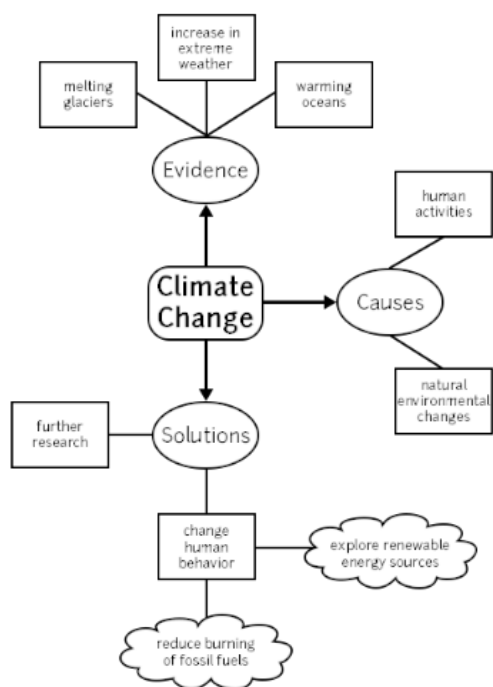 increase in
extreme
weather
melting
glaciers
warming
oceans
Evidence
human
activities
Climate
Change
Causes
natural
environmental
changes
further
research
Solutions
change
human
behavior
explore renewable
energy sources
reduce burning
of fossil fuels